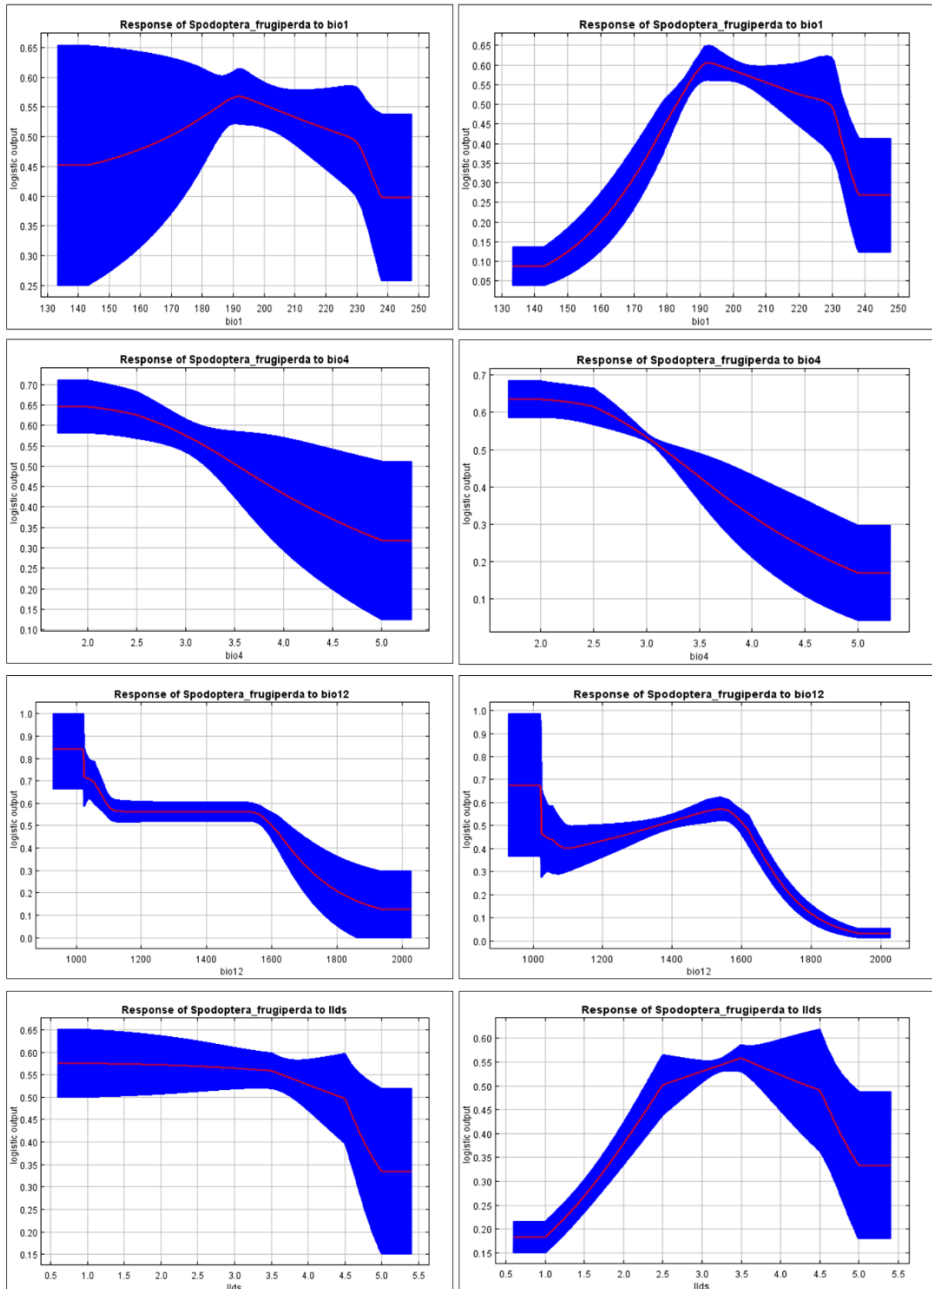 Response of Spodoptera_frugiperda to bio1
0.65
0.60
0.55
0.50
0.45
0.40
0.35
0.30
0.25
logistic output
130 140 150 160 170 180 190 200 210 220 230 240 250
bio1
Response of Spodoptera_frugiperda to bio1
0.65
0.60
0.55
0.50
0.45
0.40
0.35
0.30
0.25
0.20
0.15
0.10
0.05
logistic output
130 140 150 160 170 180 190 200 210 220 230 240 250
bio1
Response of Spodoptera_frugiperda to bio4
0.70
0.65
0.60
0.55
0.50
0.45
0.40
0.35
0.30
0.25
0.20
0.15
0.10
logistic output
2.0 2.5 3.0 3.5 4.0 4.5 5.0
bio4
Response of Spodoptera_frugiperda to bio4
0.7
0.6
0.5
0.4
0.3
0.2
0.1
logistic output
2.0 2.5 3.0 3.5 4.0 4.5 5.0
bio4
Response of Spodoptera_frugiperda to bio12
1.0
0.9
0.8
0.7
0.6
0.5
0.4
0.3
0.2
0.1
0.0
logistic output
1000 1200 1400 1600 1800 2000
bio12
Response of Spodoptera_frugiperda to bio12
1.0
0.9
0.8
0.7
0.6
0.5
0.4
0.3
0.2
0.1
0.0
logistic output
1000 1200 1400 1600 1800 2000
bio12
Response of Spodoptera_frugiperda to llds
0.65
0.60
0.55
0.50
0.45
0.40
0.35
0.30
0.25
0.20
0.15
logistic output
0.5 1.0 1.5 2.0 2.5 3.0 3.5 4.0 4.5 5.0 5.5
llds
Response of Spodoptera_frugiperda to llds
0.60
0.55
0.50
0.45
0.40
0.35
0.30
0.25
0.20
0.15
logistic output
0.5 1.0 1.5 2.0 2.5 3.0 3.5 4.0 4.5 5.0 5.5
llds